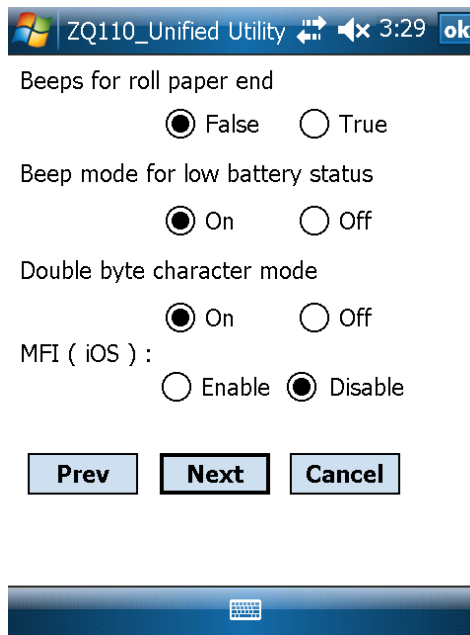 ZQ110_Unified Utility 3:29 ok
Beeps for roll paper end
False True
Beep mode for low battery status
On Off
Double byte character mode
On Off
MFI ( iOS ) :
Enable Disable
Prev Next Cancel